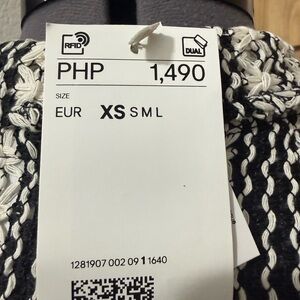 RFID DUAL
PHP 1,490
SIZE
EUR XS S M L
1281907 002 09 1 1640